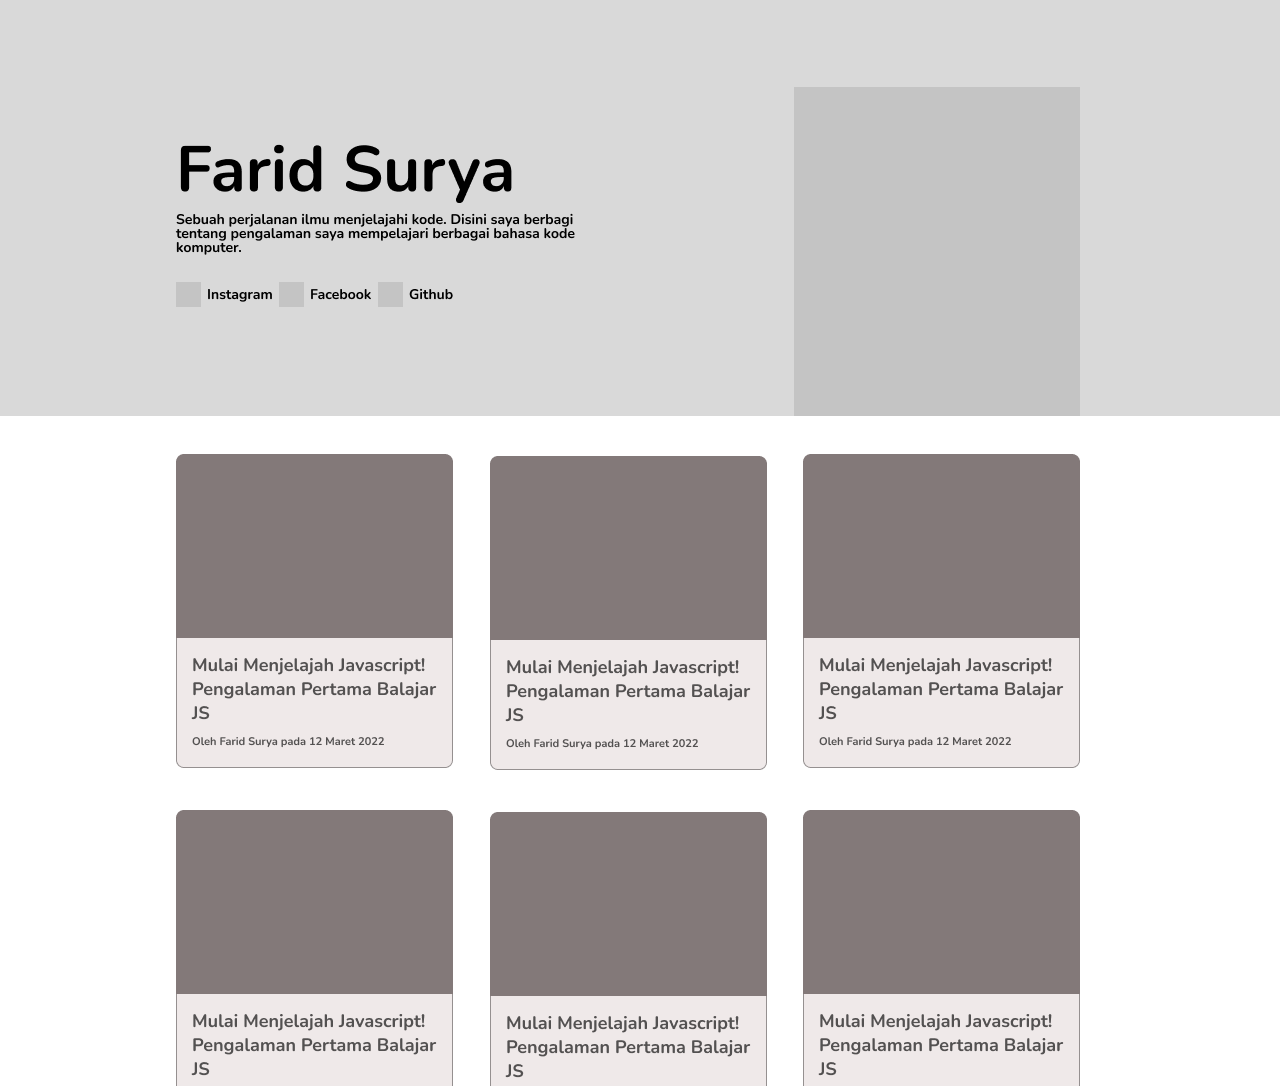 Farid Surya
Sebuah perjalanan ilmu menjelajahi kode. Disini saya berbagi
tentang pengalaman saya mempelajari berbagai bahasa kode
komputer.
Instagram Facebook Github
Mulai Menjelajah Javascript!
Pengalaman Pertama Balajar
JS
Oleh Farid Surya pada 12 Maret 2022
Mulai Menjelajah Javascript!
Pengalaman Pertama Balajar
JS
Oleh Farid Surya pada 12 Maret 2022
Mulai Menjelajah Javascript!
Pengalaman Pertama Balajar
JS
Oleh Farid Surya pada 12 Maret 2022
Mulai Menjelajah Javascript!
Pengalaman Pertama Balajar
JS
Mulai Menjelajah Javascript!
Pengalaman Pertama Balajar
JS
Mulai Menjelajah Javascript!
Pengalaman Pertama Balajar
JS